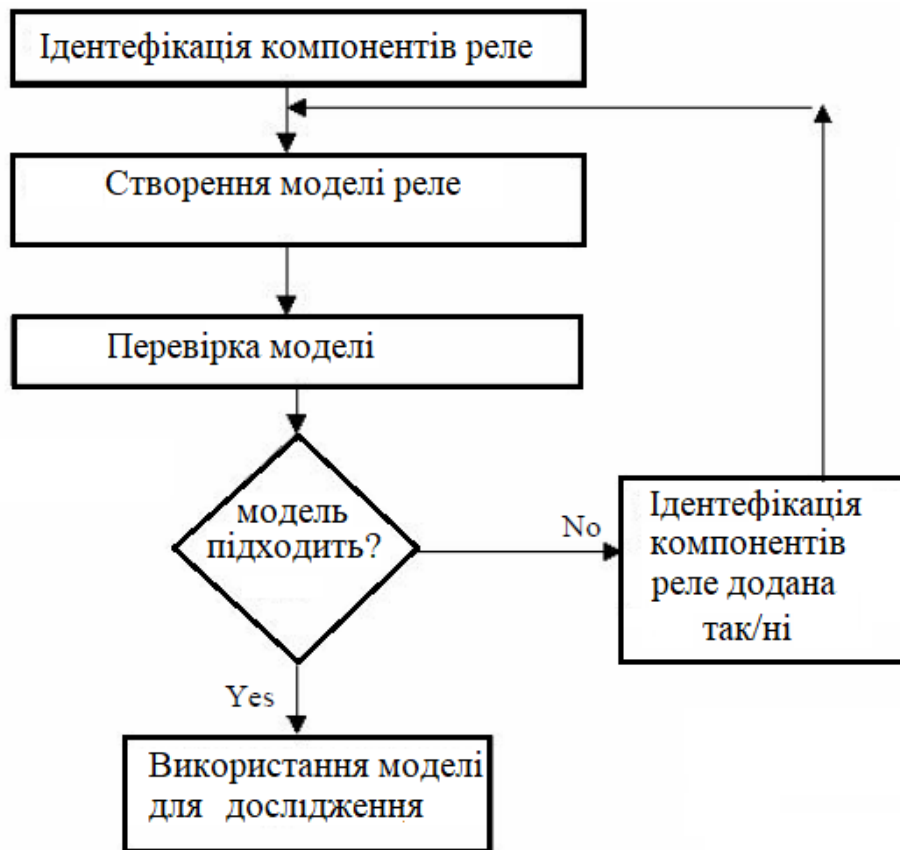 Ідентефікація компонентів реле
Створення моделі реле
Перевірка моделі
модель
підходить?
No
Ідентефікація
компонентів
реле додана
так/ні
Yes
Використання моделі
для дослідження